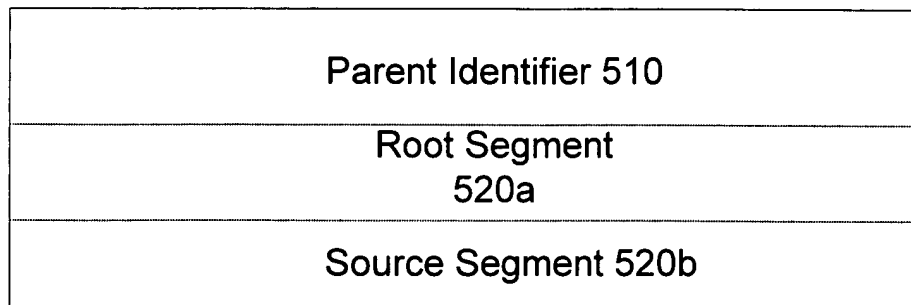 Parent Identifier 510
Root Segment
520a
Source Segment 520b